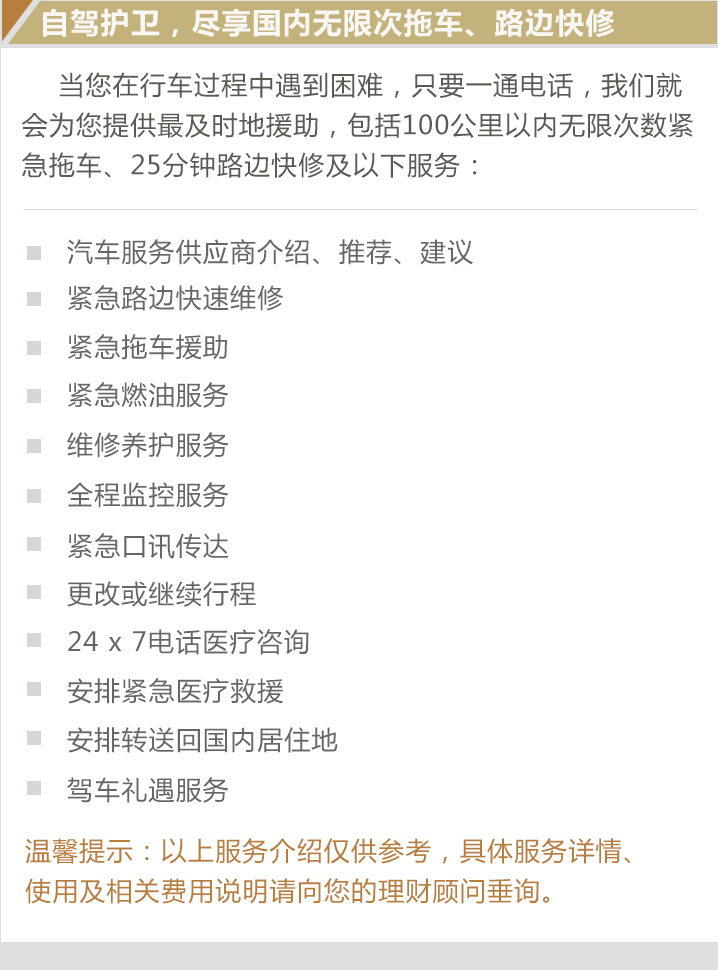 自驾护卫，尽享国内无限次拖车、路边快修
当您在行车过程中遇到困难，只要一通电话，我们就
会为您提供最及时地援助，包括100公里以内无限次数紧
急拖车、25分钟路边快修及以下服务：
汽车服务供应商介绍、推荐、建议
紧急路边快速维修
紧急拖车援助
紧急燃油服务
维修养护服务
全程监控服务
紧急口讯传达
更改或继续行程
24 x 7电话医疗咨询
安排紧急医疗救援
安排转送回国内居住地
驾车礼遇服务
温馨提示：以上服务介绍仅供参考，具体服务详情、
使用及相关费用说明请向您的理财顾问垂询。